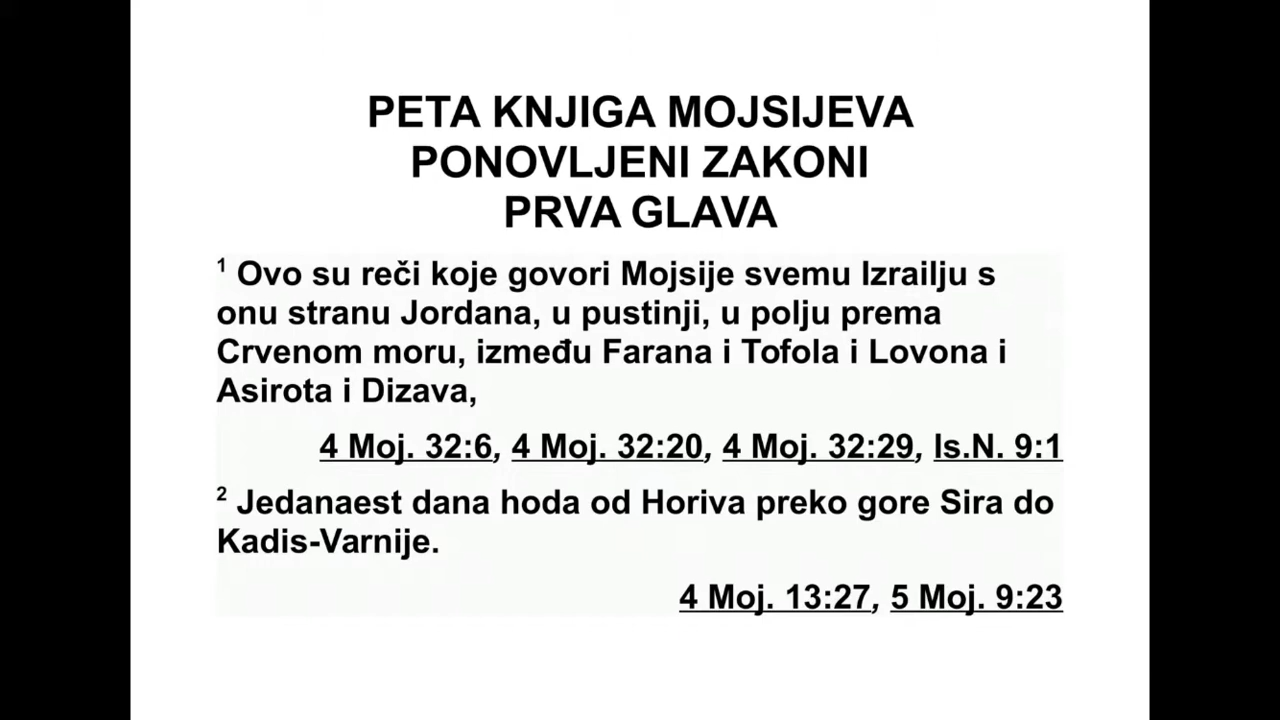 PETA KNJIGA MOJSIJEVA
PONOVLJENI ZAKONI
PRVA GLAVA
1 Ovo su reči koje govori Mojsije svemu Izrailju s
onu stranu Jordana, u pustinji, u polju prema
Crvenom moru, između Farana i Tofola i Lovona i
Asirota i Dizava,
4 Moj. 32:6, 4 Moj. 32:20, 4 Moj. 32:29, Is.N. 9:1
2 Jedanaest dana hoda od Horiva preko gore Sira do
Kadis-Varnije.
4 Moj. 13:27, 5 Moj. 9:23